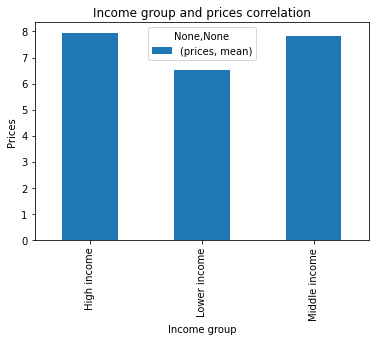 Income group and prices correlation
None,None
(prices, mean)
8
7
6
5
4
3
2
1
0
Prices
High income
Lower income
Middle income
Income group